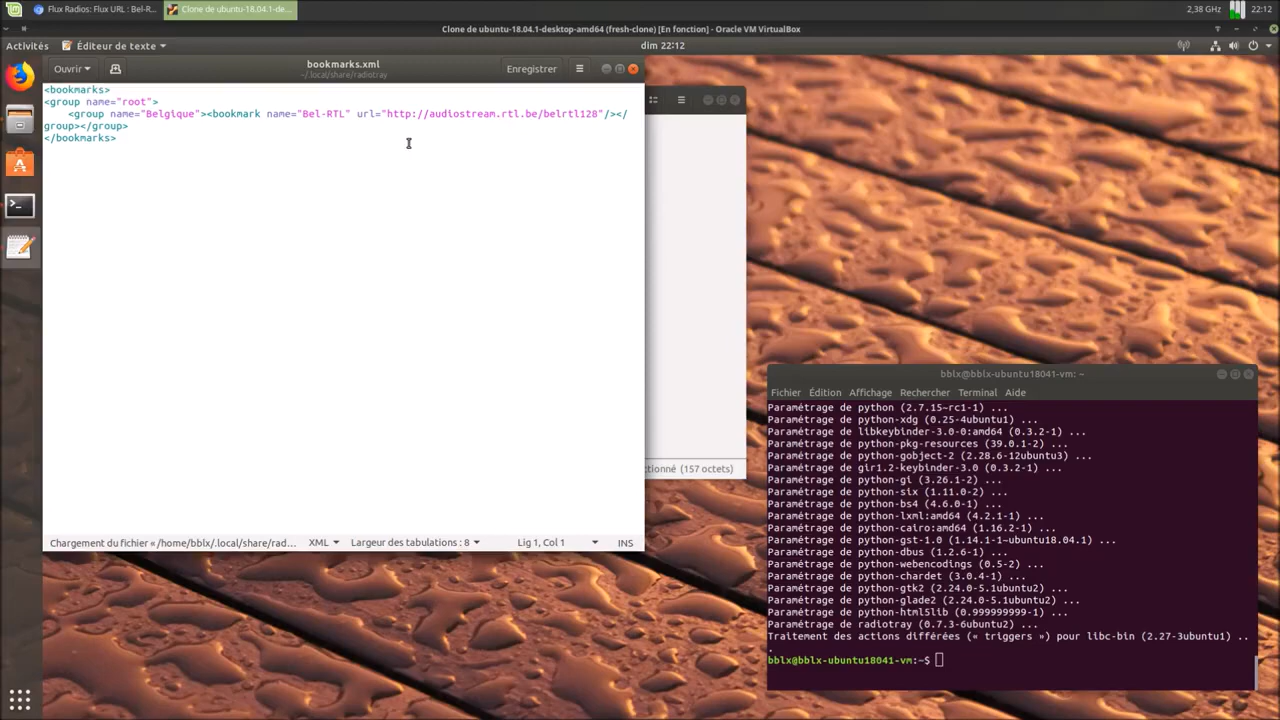 Flux Radios: Flux URL : Bel-R...
Clone de ubuntu-18.04.1-de...
2,38 GHz
22:12
Clone de ubuntu-18.04.1-desktop-amd64 (fresh-clone) [En fonction] - Oracle VM VirtualBox
Activités
Éditeur de texte
dim 22:12
Ouvrir
bookmarks.xml
~/.local/share/radiotray
Enregistrer
<bookmarks>
<group name="root">
<group name="Belgique"><bookmark name="Bel-RTL" url="http://audiostream.rtl.be/belrtl128"/></
group></group>
</bookmarks>
ctionné (157 octets)
Chargement du fichier « /home/bblx/.local/share/rad...
XML
Largeur des tabulations : 8
Lig 1, Col 1
INS
bblx@bblx-ubuntu18041-vm: ~
Fichier Édition Affichage Rechercher Terminal Aide
Paramétrage de python (2.7.15~rc1-1) ...
Paramétrage de python-xdg (0.25-4ubuntu1) ...
Paramétrage de libkeybinder-3.0-0:amd64 (0.3.2-1) ...
Paramétrage de python-pkg-resources (39.0.1-2) ...
Paramétrage de python-gobject-2 (2.28.6-12ubuntu3) ...
Paramétrage de gir1.2-keybinder-3.0 (0.3.2-1) ...
Paramétrage de python-gi (3.26.1-2) ...
Paramétrage de python-six (1.11.0-2) ...
Paramétrage de python-bs4 (4.6.0-1) ...
Paramétrage de python-lxml:amd64 (4.2.1-1) ...
Paramétrage de python-cairo:amd64 (1.16.2-1) ...
Paramétrage de python-gst-1.0 (1.14.1-1~ubuntu18.04.1) ...
Paramétrage de python-dbus (1.2.6-1) ...
Paramétrage de python-webencodings (0.5-2) ...
Paramétrage de python-chardet (3.0.4-1) ...
Paramétrage de python-gtk2 (2.24.0-5.1ubuntu2) ...
Paramétrage de python-glade2 (2.24.0-5.1ubuntu2) ...
Paramétrage de python-html5lib (0.999999999-1) ...
Paramétrage de radiotray (0.7.3-6ubuntu2) ...
Traitement des actions différées (« triggers ») pour libc-bin (2.27-3ubuntu1) ..
.
bblx@bblx-ubuntu18041-vm:~$